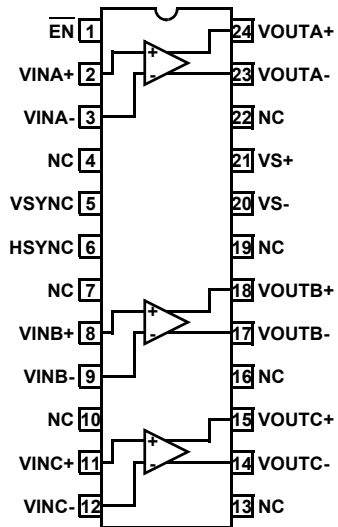 E̅N̅ 1 24 VOUTA+
VINA+ 2 + 23 VOUTA-
VINA- 3 - 22 NC
NC 4 21 VS+
VSYNC 5 20 VS-
HSYNC 6 19 NC
NC 7 18 VOUTB+
VINB+ 8 + 17 VOUTB-
VINB- 9 - 16 NC
NC 10 15 VOUTC+
VINC+ 11 + - 14 VOUTC-
VINC- 12 13 NC